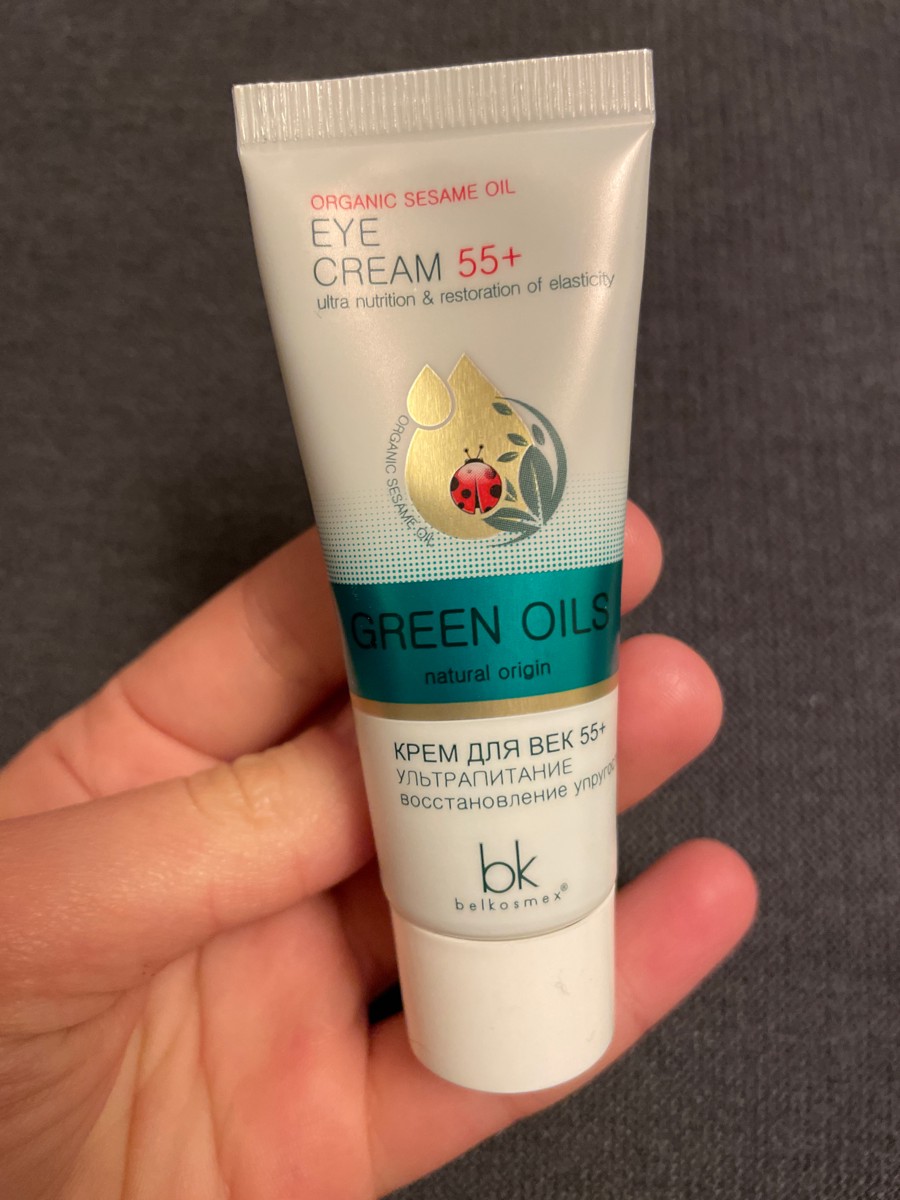 ORGANIC SESAME OIL
EYE
CREAM 55+
ultra nutrition & restoration of elasticity
ORGANIC SESAME OIL
GREEN OILS
natural origin
КРЕМ ДЛЯ ВЕК 55+
УЛЬТРАПИТАНИЕ
восстановление
bk
belkosmex®